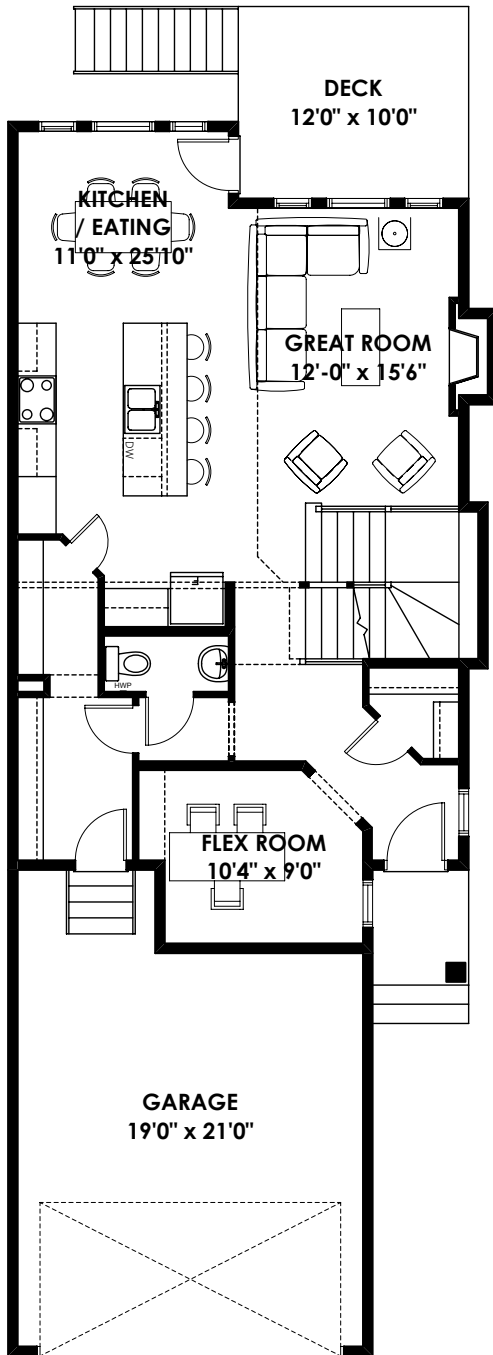 DECK
12'0" x 10'0"
KITCHEN
/ EATING
11'0" x 25'10"
GREAT ROOM
12'-0" x 15'6"
DW
HWP
FLEX ROOM
10'4" x 9'0"
GARAGE
19'0" x 21'0"